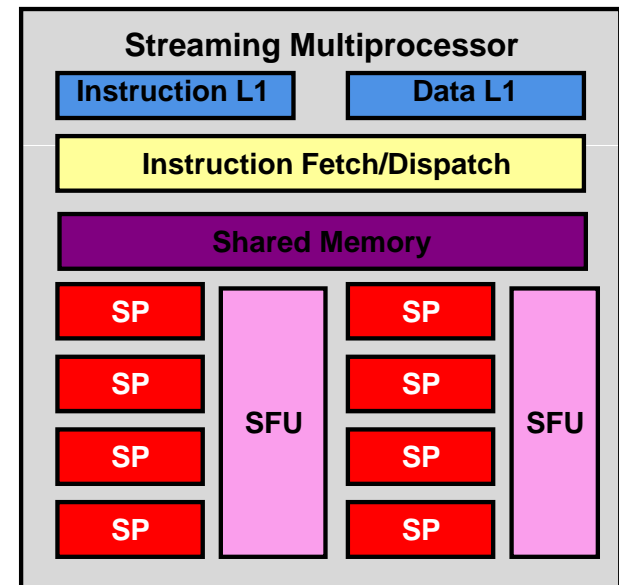 Streaming Multiprocessor
Instruction L1
Data L1
Instruction Fetch/Dispatch
Shared Memory
SP
SP
SP
SP
SFU
SP
SP
SP
SP
SFU